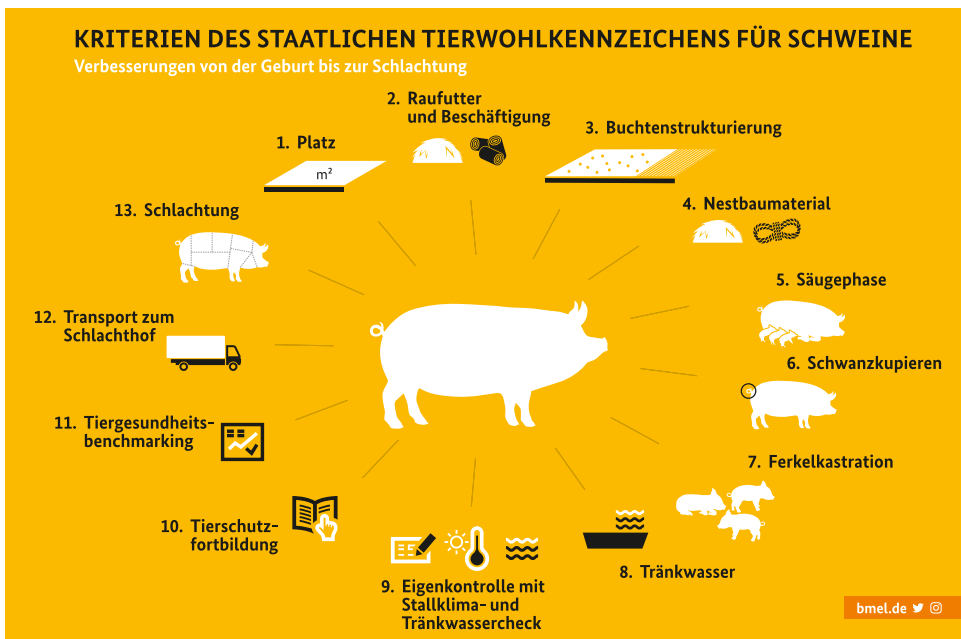 KRITERIEN DES STAATLICHEN TIERWOHLKENNZEICHENS FÜR SCHWEINE
Verbesserungen von der Geburt bis zur Schlachtung
1. Platz
m²
2. Raufutter
und Beschäftigung
3. Buchtenstrukturierung
4. Nestbaumaterial
5. Säugephase
6. Schwanzkupieren
7. Ferkelkastration
8. Tränkwasser
9. Eigenkontrolle mit
Stallklima- und
Tränkwassercheck
10. Tierschutz-
fortbildung
11. Tiergesundheits-
benchmarking
12. Transport zum
Schlachthof
13. Schlachtung
bmel.de